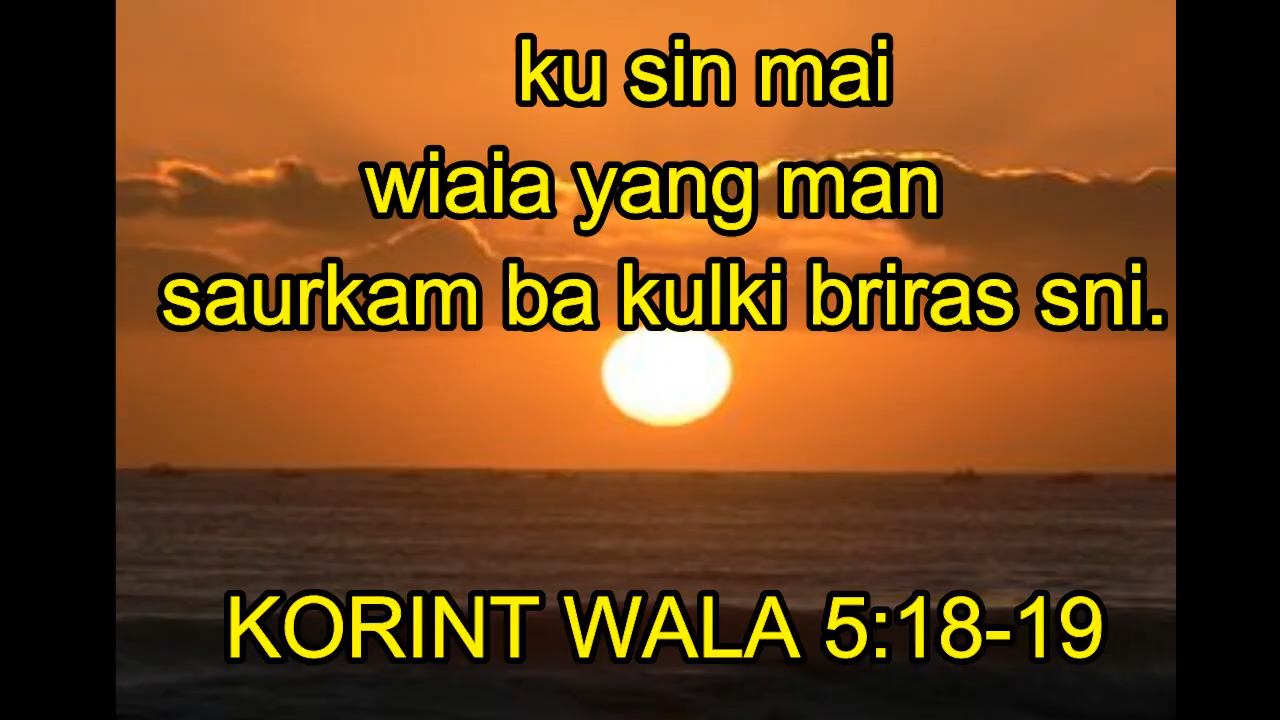 ku sin mai
wiaia yang man
saurkam ba kulki briras sni.
KORINT WALA 5:18-19